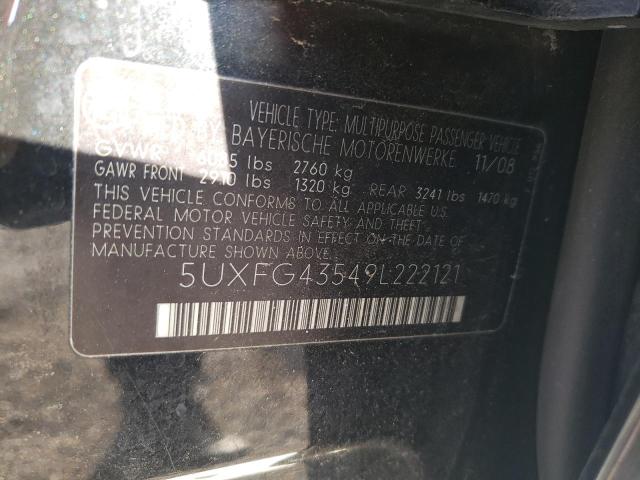 VEHICLE TYPE: MULTIPURPOSE PASSENGER VEHICLE
BY BAYERISCHE MOTORENWERKE 11/08
GVWR 6085 lbs 2760 kg
GAWR FRONT 2910 lbs 1320 kg REAR 3241 lbs 1470 kg
THIS VEHICLE CONFORMS TO ALL APPLICABLE U.S.
FEDERAL MOTOR VEHICLE SAFETY AND THEFT
PREVENTION STANDARDS IN EFFECT ON THE DATE OF
MANUFACTURE SHOWN ABOVE.
5UXFG43549L222121